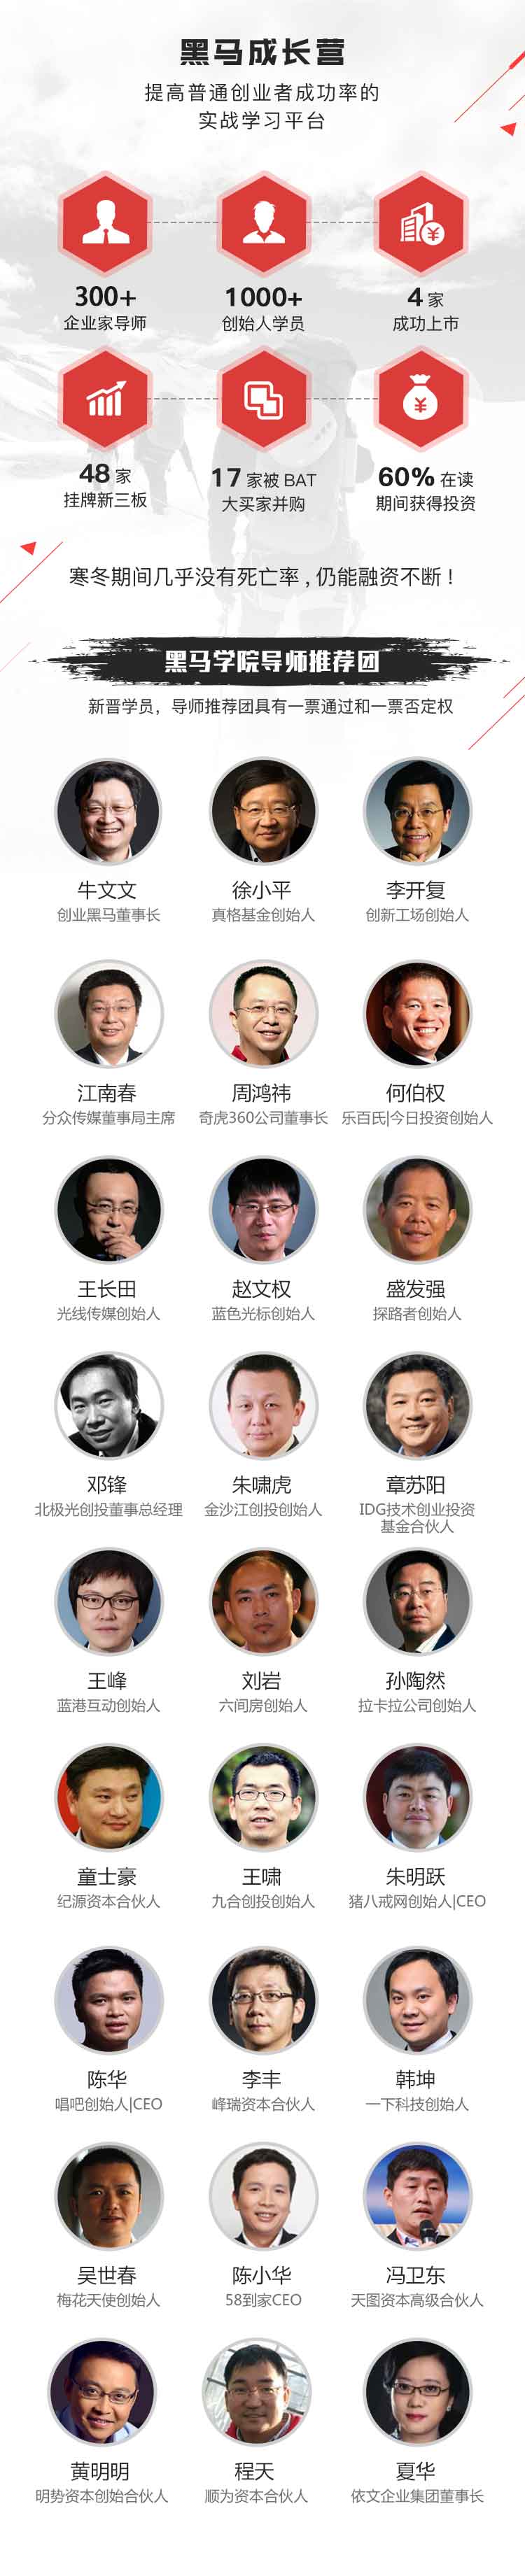 黑马成长营
提高普通创业者成功率的
实战学习平台
300+
企业家导师
1000+
创始人学员
4 家
成功上市
48 家
挂牌新三板
17 家被 BAT
大买家并购
60% 在读
期间获得投资
寒冬期间几乎没有死亡率，仍能融资不断！
黑马学院导师推荐团
新晋学员，导师推荐团具有一票通过和一票否定权
牛文文
创业黑马董事长
徐小平
真格基金创始人
李开复
创新工场创始人
江南春
分众传媒董事局主席
周鸿祎
奇虎360公司董事长
何伯权
乐百氏|今日投资创始人
王长田
光线传媒创始人
赵文权
蓝色光标创始人
盛发强
探路者创始人
邓锋
北极光创投董事总经理
朱啸虎
金沙江创投创始人
章苏阳
IDG技术创业投资
基金合伙人
王峰
蓝港互动创始人
刘岩
六间房创始人
孙陶然
拉卡拉公司创始人
童士豪
纪源资本合伙人
王啸
九合创投创始人
朱明跃
猪八戒网创始人|CEO
陈华
唱吧创始人|CEO
李丰
峰瑞资本合伙人
韩坤
一下科技创始人
吴世春
梅花天使创始人
陈小华
58到家CEO
冯卫东
天图资本高级合伙人
黄明明
明势资本创始合伙人
程天
顺为资本合伙人
夏华
依文企业集团董事长